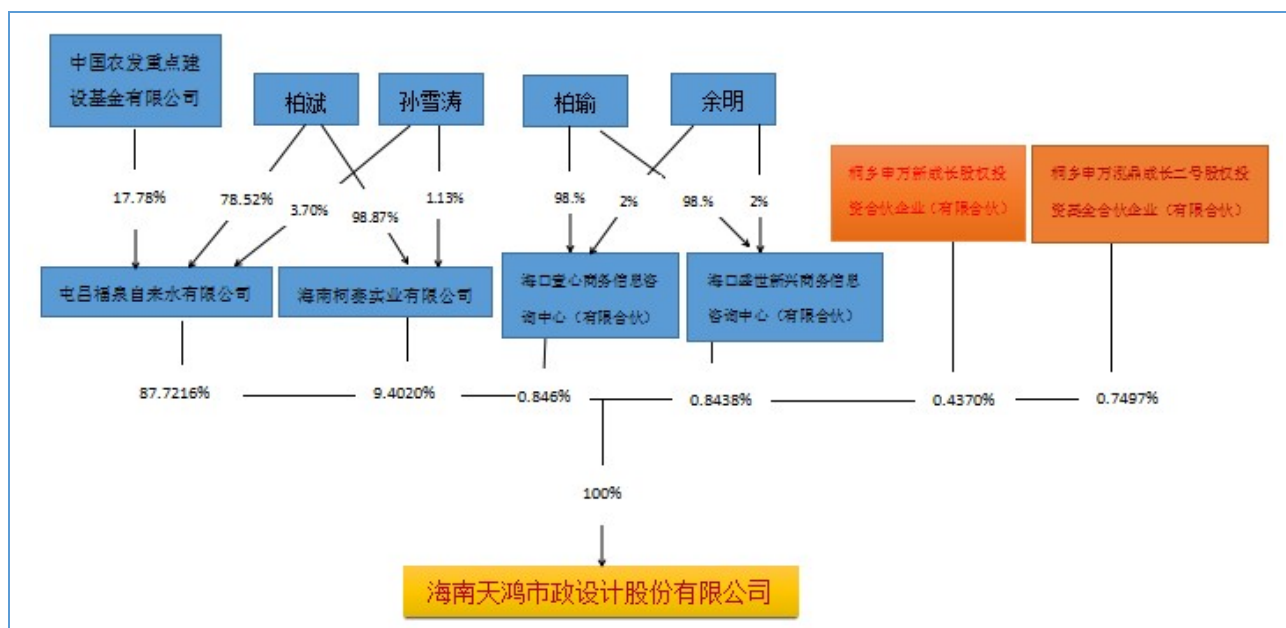 中国农发重点建
设基金有限公司
柏斌
孙雪涛
柏瑜
余明
桐乡申万新成长股权投
资合伙企业（有限合伙）
桐乡申万泓鼎成长二号股权投
资基金合伙企业（有限合伙）
17.78%
78.52%
3.70%
98.87%
1.13%
98.%
2%
98.%
2%
屯昌福泉自来水有限公司
海南柯泰实业有限公司
海口壹心商务信息咨
询中心（有限合伙）
海口盛世新兴商务信息
咨询中心（有限合伙）
87.7216%
9.4020%
0.846%
0.8438%
0.4370%
0.7497%
100%
海南天鸿市政设计股份有限公司